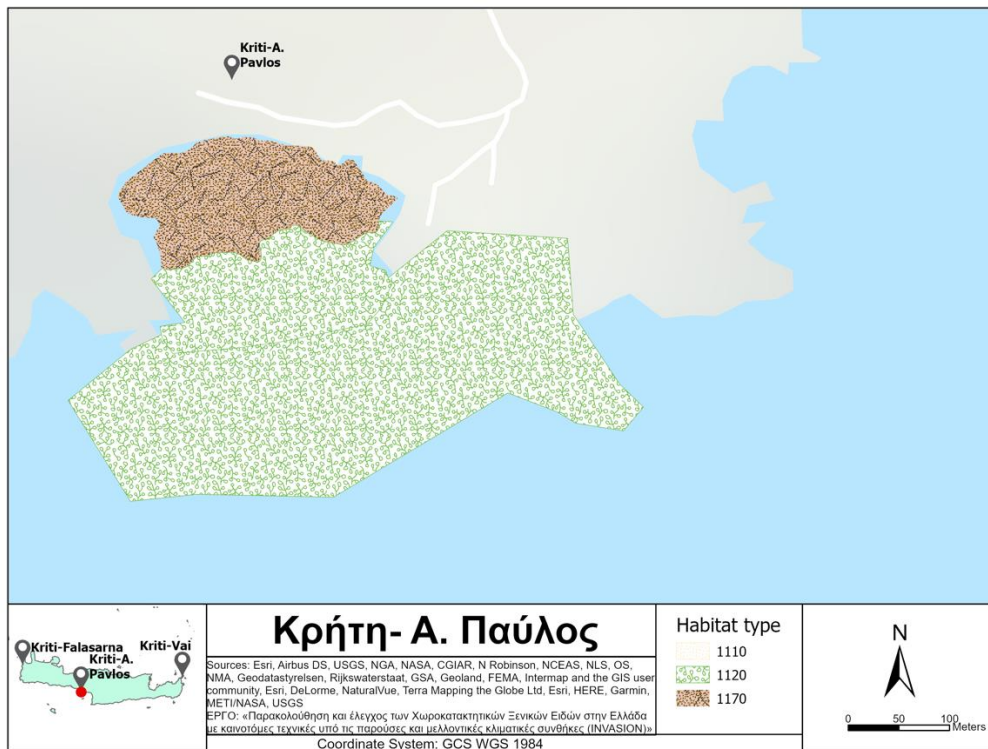 Kriti-A.
Pavlos
Kriti-Falasarna
Kriti-Vai
Kriti-A.
Pavlos
Κρήτη- Α. Παύλος
Sources: Esri, Airbus DS, USGS, NGA, NASA, CGIAR, N Robinson, NCEAS, NLS, OS,
NMA, Geodatastyrelsen, Rijkswaterstaat, GSA, Geoland, FEMA, Intermap and the GIS user
community, Esri, DeLorme, NaturalVue, Terra Mapping the Globe Ltd, Esri, HERE, Garmin,
METI/NASA, USGS
ΕΡΓΟ: «Παρακολούθηση και έλεγχος των Χωροκατακτητικών Ξενικών Ειδών στην Ελλάδα
με καινοτόμες τεχνικές υπό τις παρούσες και μελλοντικές κλιματικές συνθήκες (INVASION)»
Coordinate System: GCS WGS 1984
Habitat type
1110
1120
1170
N
0 50 100
Meters